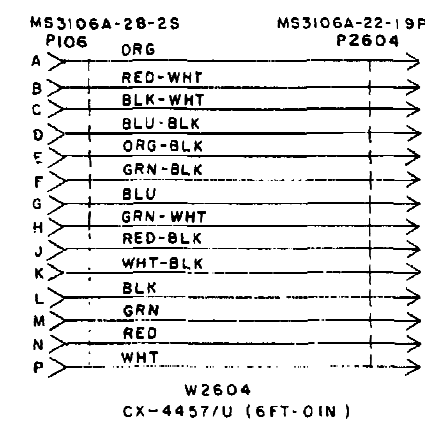 MS3106A-28-2S MS3106A-22-19P
P106 P2604
A ORG
B RED-WHT
C BLK-WHT
D BLU-BLK
E ORG-BLK
F GRN-BLK
G BLU
H GRN-WHT
J RED-BLK
K WHT-BLK
L BLK
M GRN
N RED
P WHT
W2604
CX-4457/U (6FT-0IN)